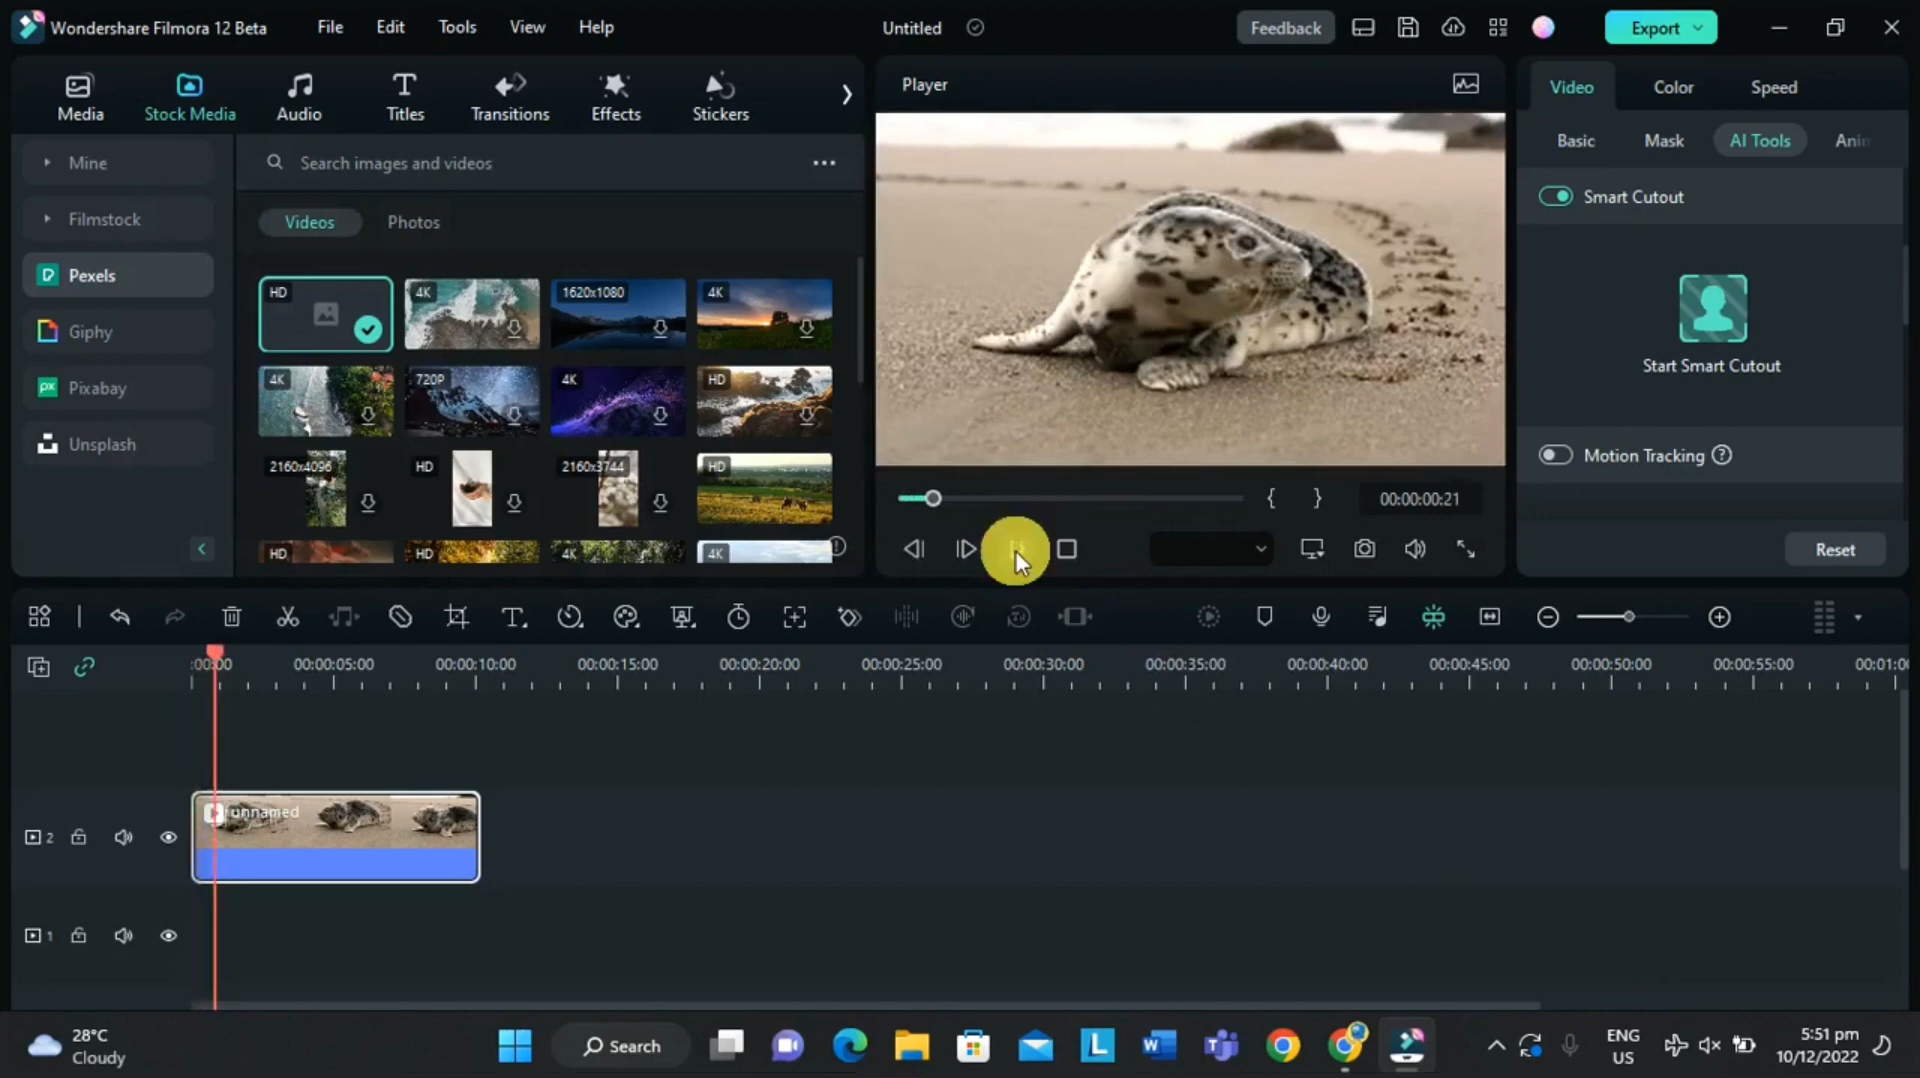 Wondershare Filmora 12 Beta
File
Edit
Tools
View
Help
Untitled
Feedback
Export
Media
Stock Media
Audio
Titles
Transitions
Effects
Stickers
Player
Video
Color
Speed
Basic
Mask
AI Tools
Mine
Filmstock
Pexels
Giphy
Pixabay
Unsplash
Search images and videos
Videos
Photos
HD
4K
1620x1080
4K
4K
720P
4K
HD
2160x4096
HD
2160x3744
HD
HD
HD
4K
4K
Smart Cutout
Start Smart Cutout
Motion Tracking
Reset
00:00:00:21
:00:00
00:00:05:00
00:00:10:00
00:00:15:00
00:00:20:00
00:00:25:00
00:00:30:00
00:00:35:00
00:00:40:00
00:00:45:00
00:00:50:00
00:00:55:00
00:01:0
unnamed
2
1
28°C
Cloudy
Search
ENG
US
5:51 pm
10/12/2022